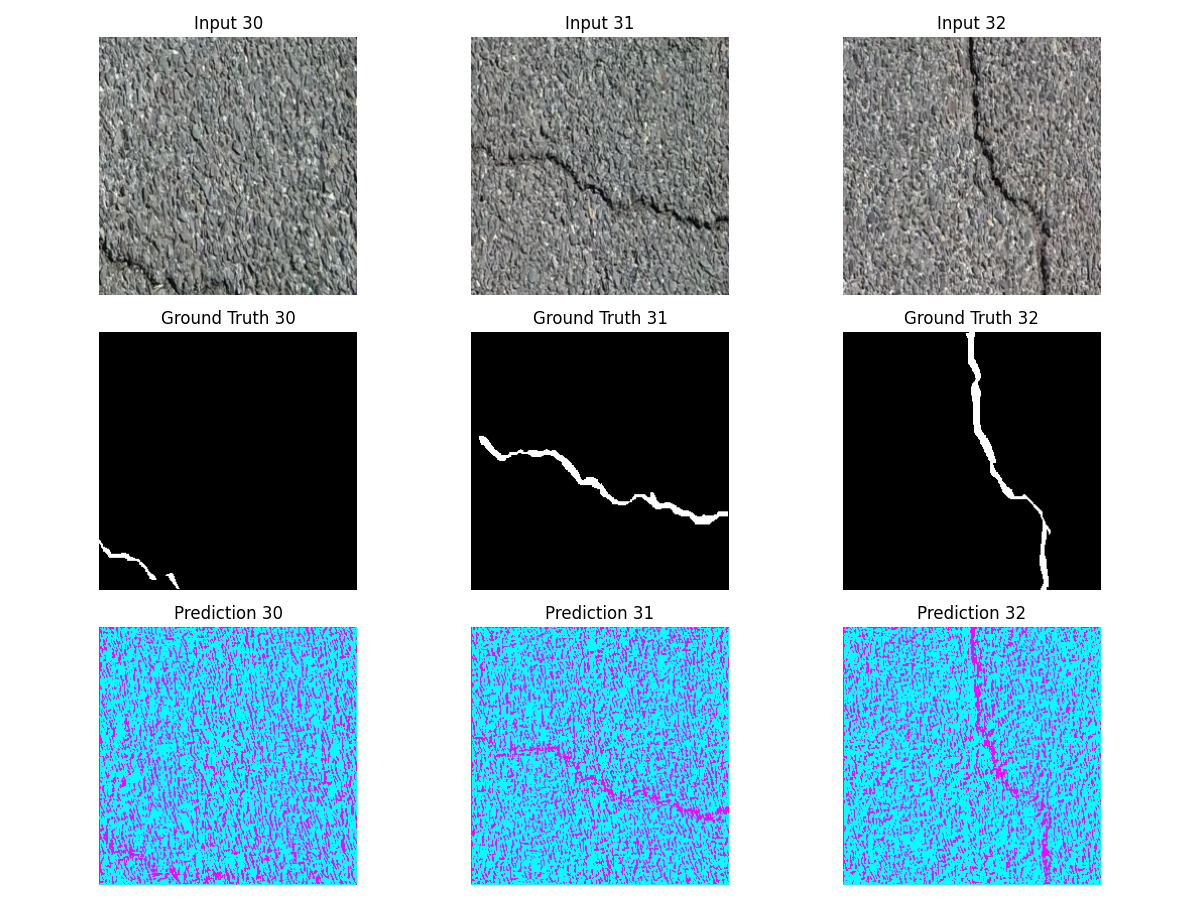 Input 30
Input 31
Input 32
Ground Truth 30
Ground Truth 31
Ground Truth 32
Prediction 30
Prediction 31
Prediction 32